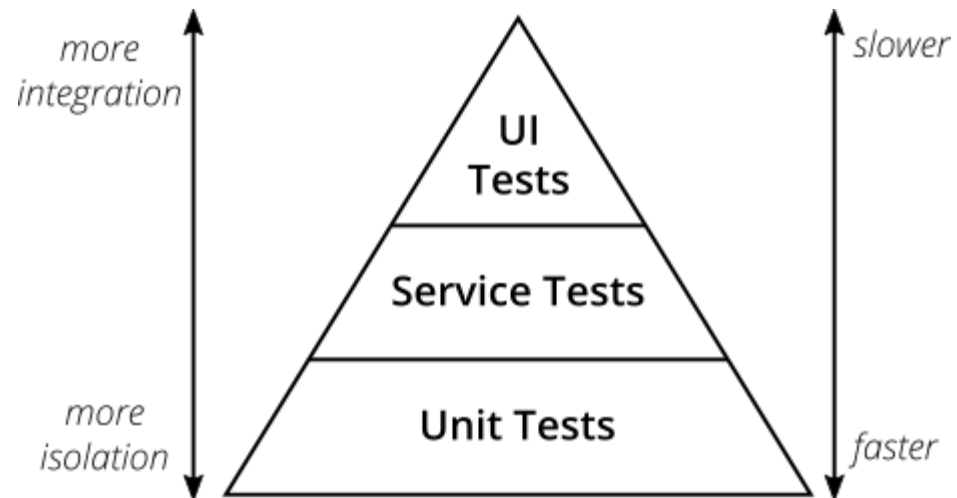 more
integration
slower
UI
Tests
Service Tests
more
isolation
Unit Tests
faster